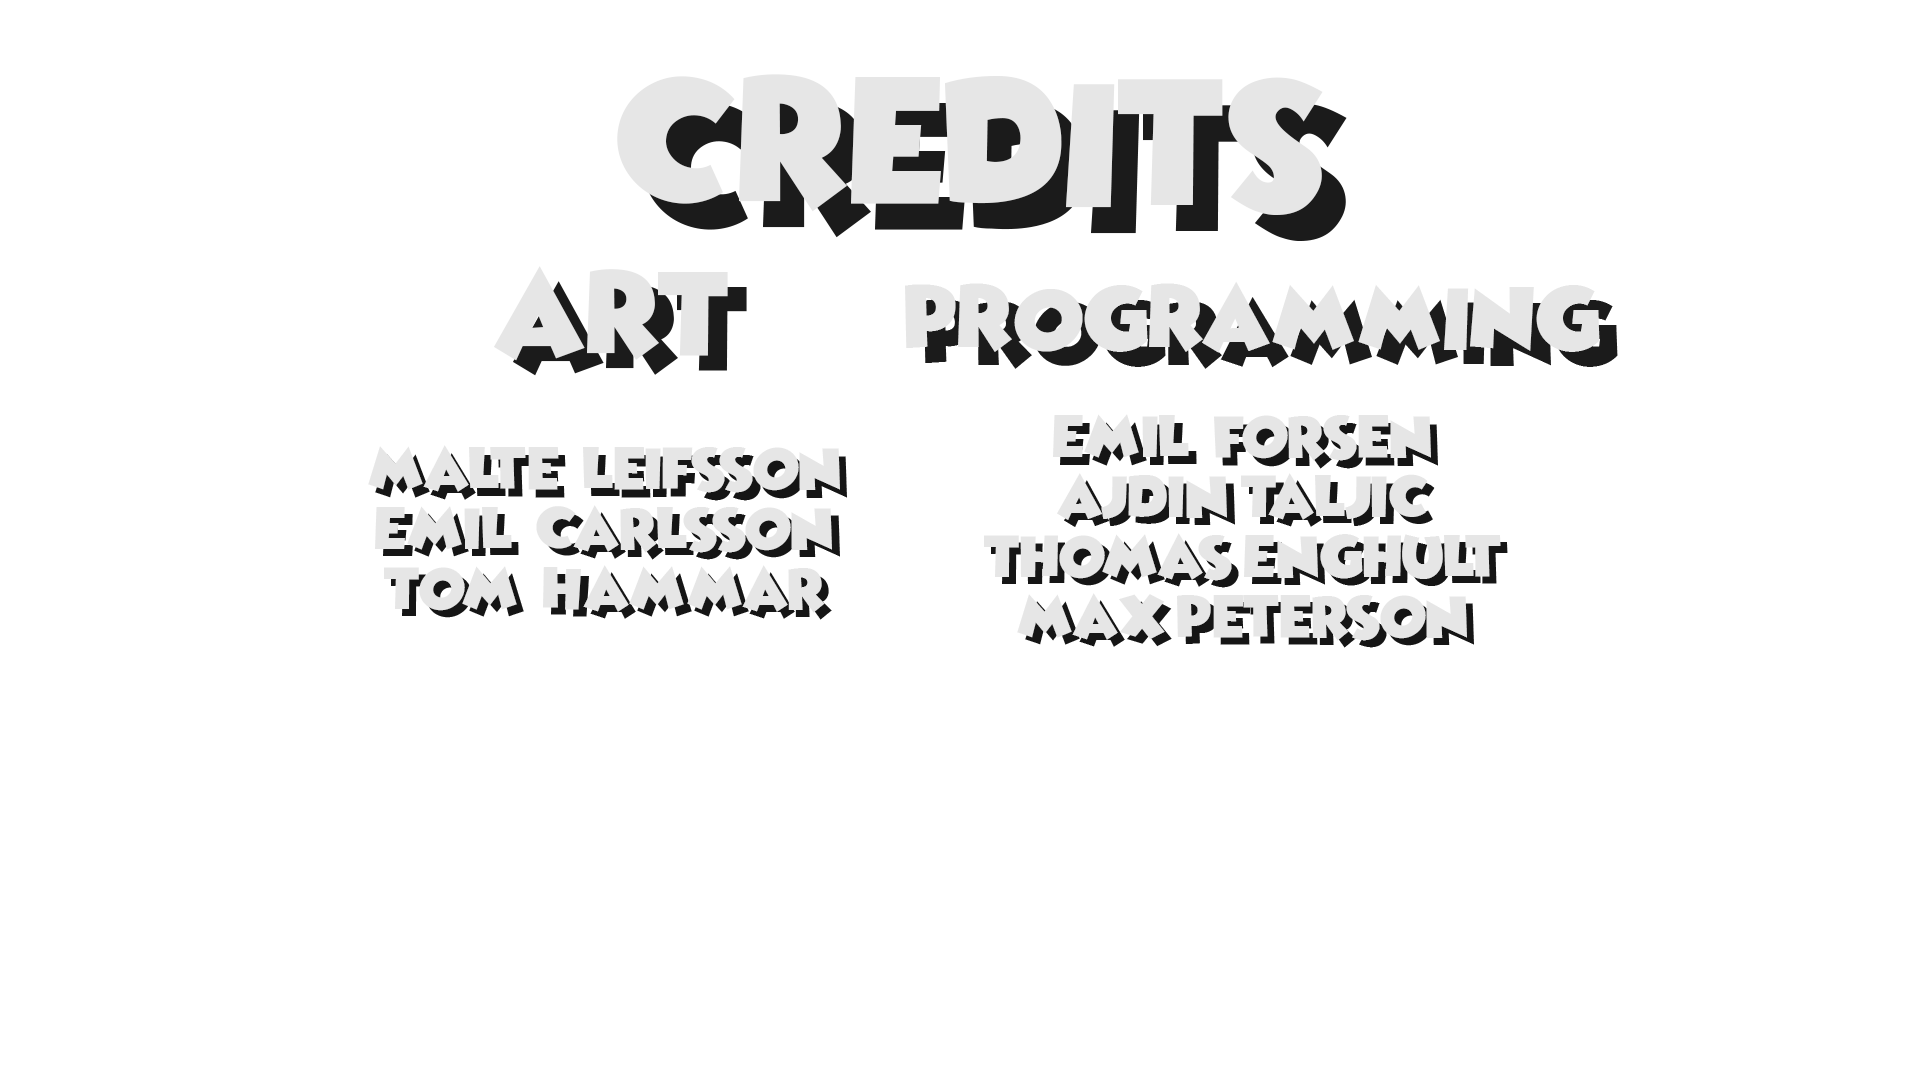 CREDITS
ART
MALTE LEIFSSON
EMIL CARLSSON
TOM HAMMAR
PROGRAMMING
EMIL FORSEN
AJDIN TALJIC
THOMAS ENGHULT
MAX PETERSON